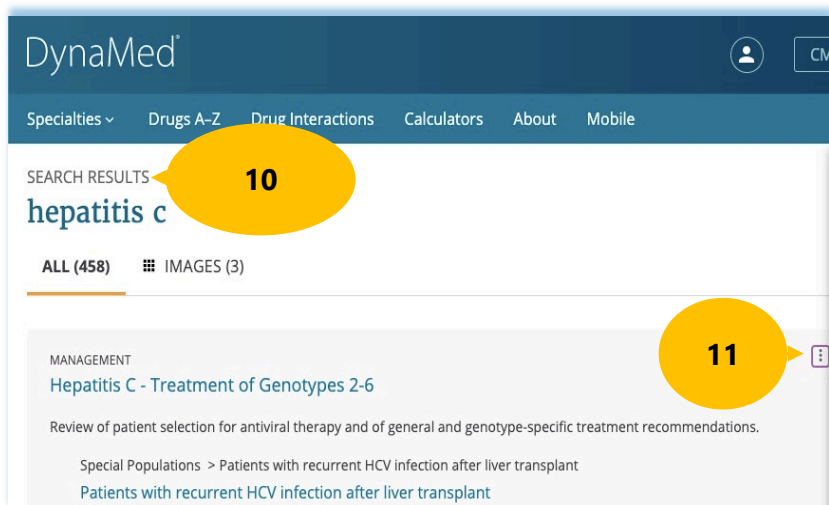 DynaMed
CM
Specialties Drugs A–Z Drug Interactions Calculators About Mobile
SEARCH RESULTS
10
hepatitis c
ALL (458) IMAGES (3)
11
MANAGEMENT
Hepatitis C - Treatment of Genotypes 2-6
Review of patient selection for antiviral therapy and of general and genotype-specific treatment recommendations.
Special Populations > Patients with recurrent HCV infection after liver transplant
Patients with recurrent HCV infection after liver transplant